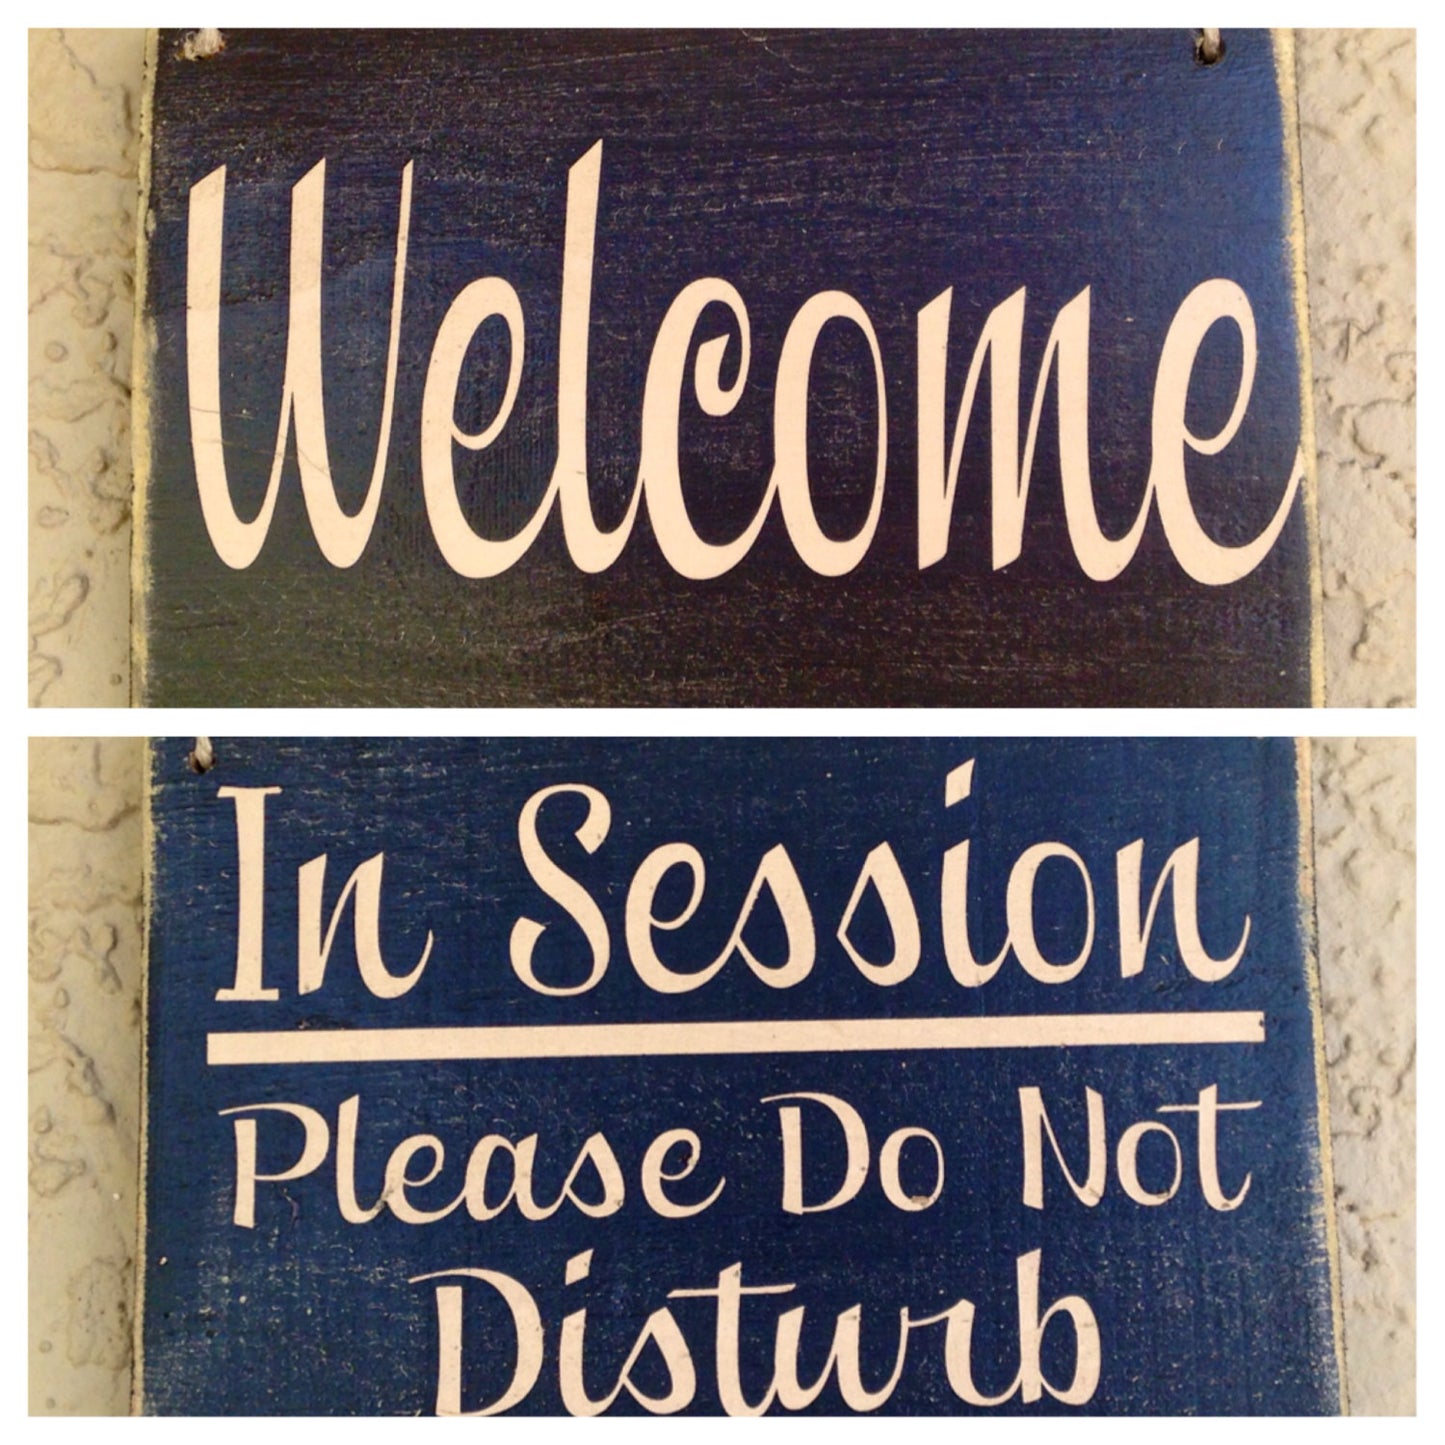 Welcome
In Session
Please Do Not
Disturb